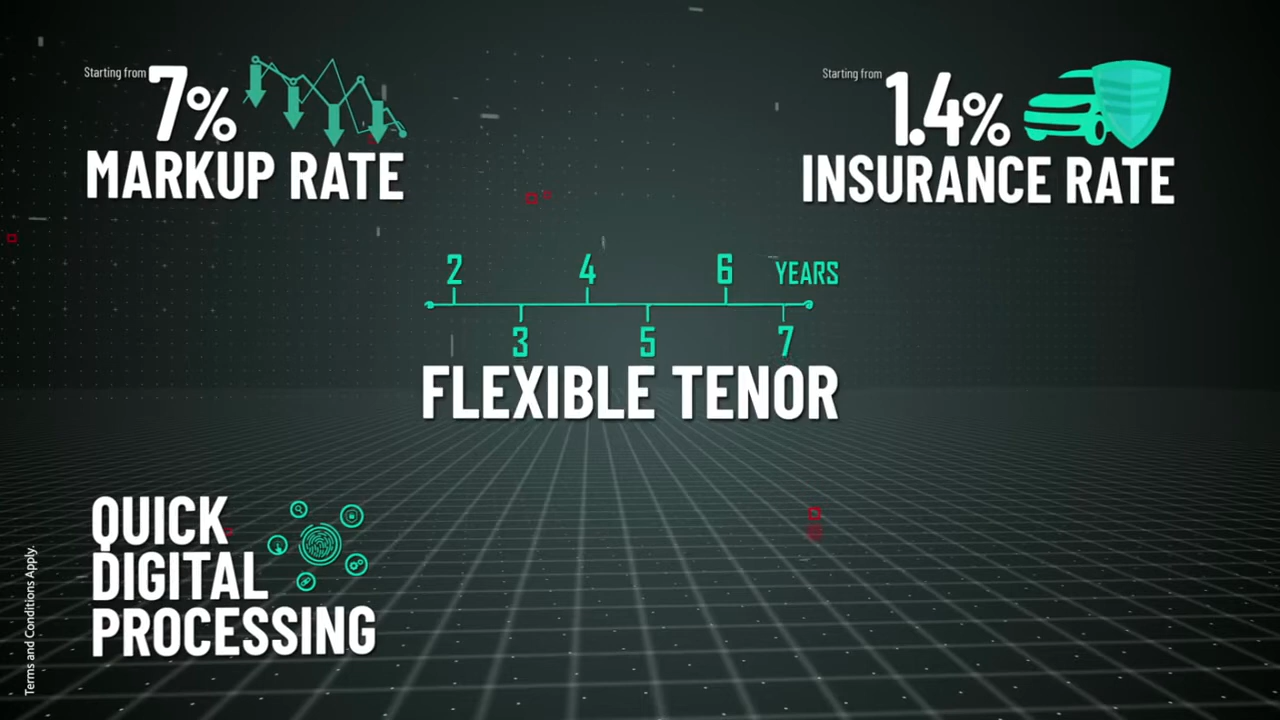 Starting from 7%
MARKUP RATE
Starting from 1.4%
INSURANCE RATE
2 4 6 YEARS
3 5 7
FLEXIBLE TENOR
QUICK
DIGITAL
PROCESSING
Terms and Conditions Apply.